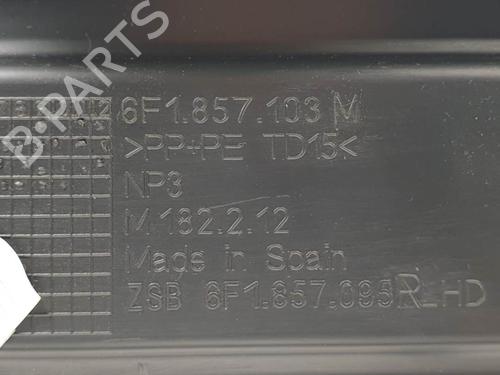 B-PARTS
6F1.857.103 M
>PP+PE TD15<
NP3
M 182.2.12
Made in Spain
ZSB 6F1.857.095 R LHD